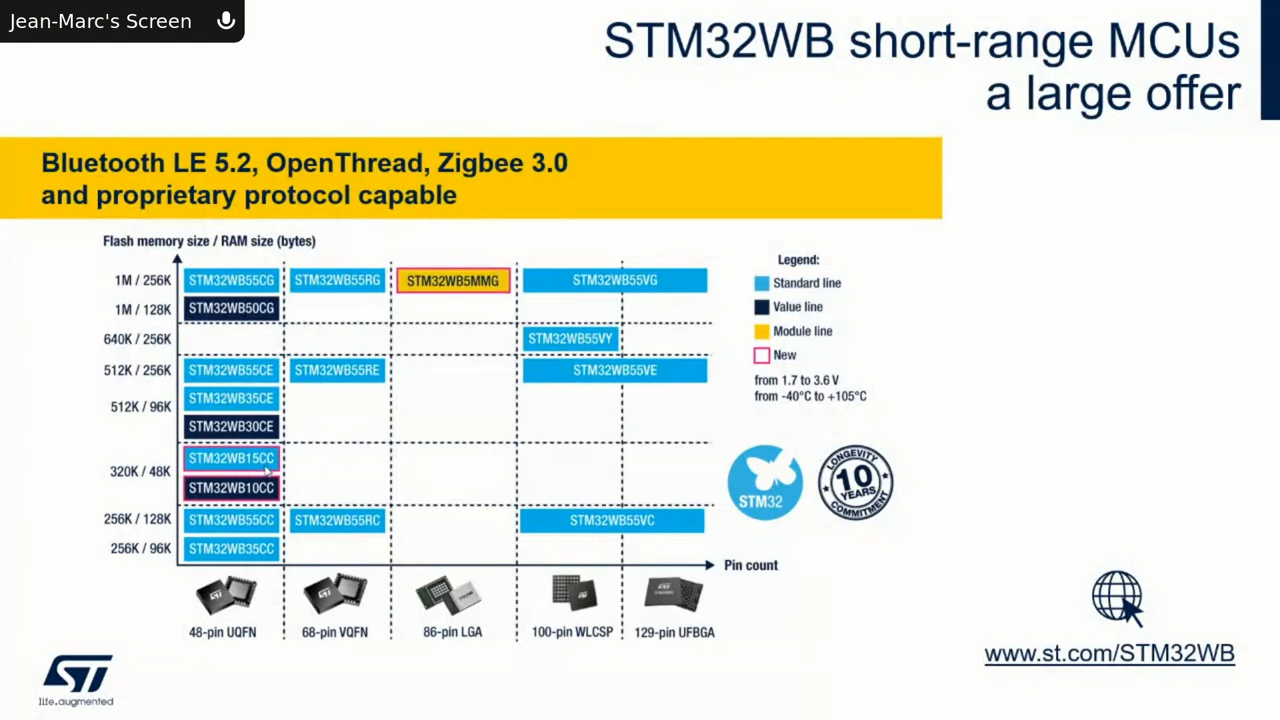 Jean-Marc's Screen
STM32WB short-range MCUs
a large offer
Bluetooth LE 5.2, OpenThread, Zigbee 3.0
and proprietary protocol capable
Flash memory size / RAM size (bytes)
1M / 256K STM32WB55CG STM32WB55RG STM32WB5MMG STM32WB55VG
1M / 128K STM32WB50CG
640K / 256K STM32WB55VY
512K / 256K STM32WB55CE STM32WB55RE STM32WB55VE
512K / 96K STM32WB35CE
STM32WB30CE
320K / 48K STM32WB15CC
STM32WB10CC
256K / 128K STM32WB55CC STM32WB55RC STM32WB55VC
256K / 96K STM32WB35CC
Pin count
48-pin UQFN 68-pin VQFN 86-pin LGA 100-pin WLCSP 129-pin UFBGA
Legend:
Standard line
Value line
Module line
New
from 1.7 to 3.6 V
from -40°C to +105°C
STM32
LONGEVITY
10
YEARS
COMMITMENT
www.st.com/STM32WB
ST
life.augmented